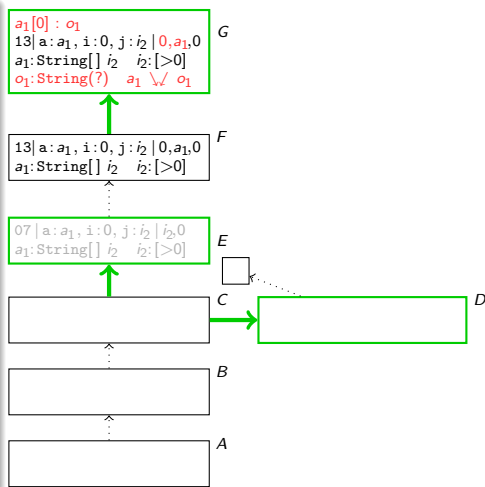 a₁[0] : o₁
G
13| a: a₁, i:0, j: i₂ | 0,a₁,0
a₁:String[] i₂ i₂:[>0]
o₁:String(?) a₁ ↘↙ o₁
F
13| a: a₁, i:0, j: i₂ | 0,a₁,0
a₁:String[] i₂ i₂:[>0]
07 | a: a₁, i:0, j: i₂ | i₂,0
E
a₁:String[] i₂ i₂:[>0]
C
D
B
A